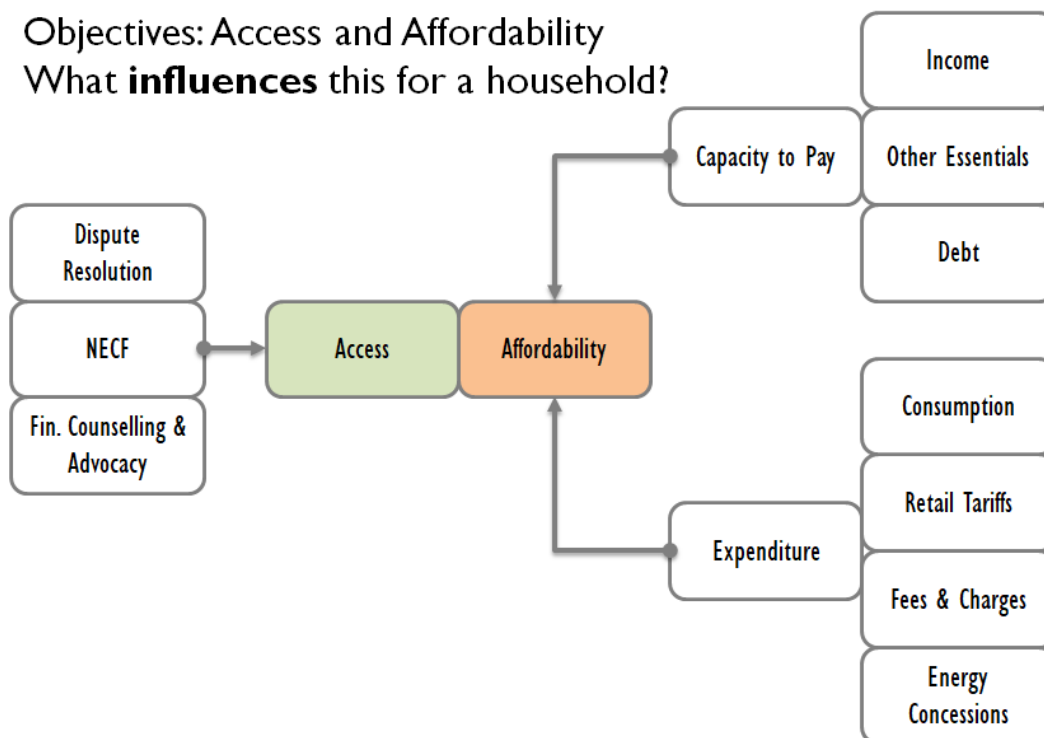 Objectives: Access and Affordability
What influences this for a household?
Income
Capacity to Pay
Other Essentials
Debt
Dispute
Resolution
NECF
Fin. Counselling &
Advocacy
Access
Affordability
Consumption
Retail Tariffs
Expenditure
Fees & Charges
Energy
Concessions